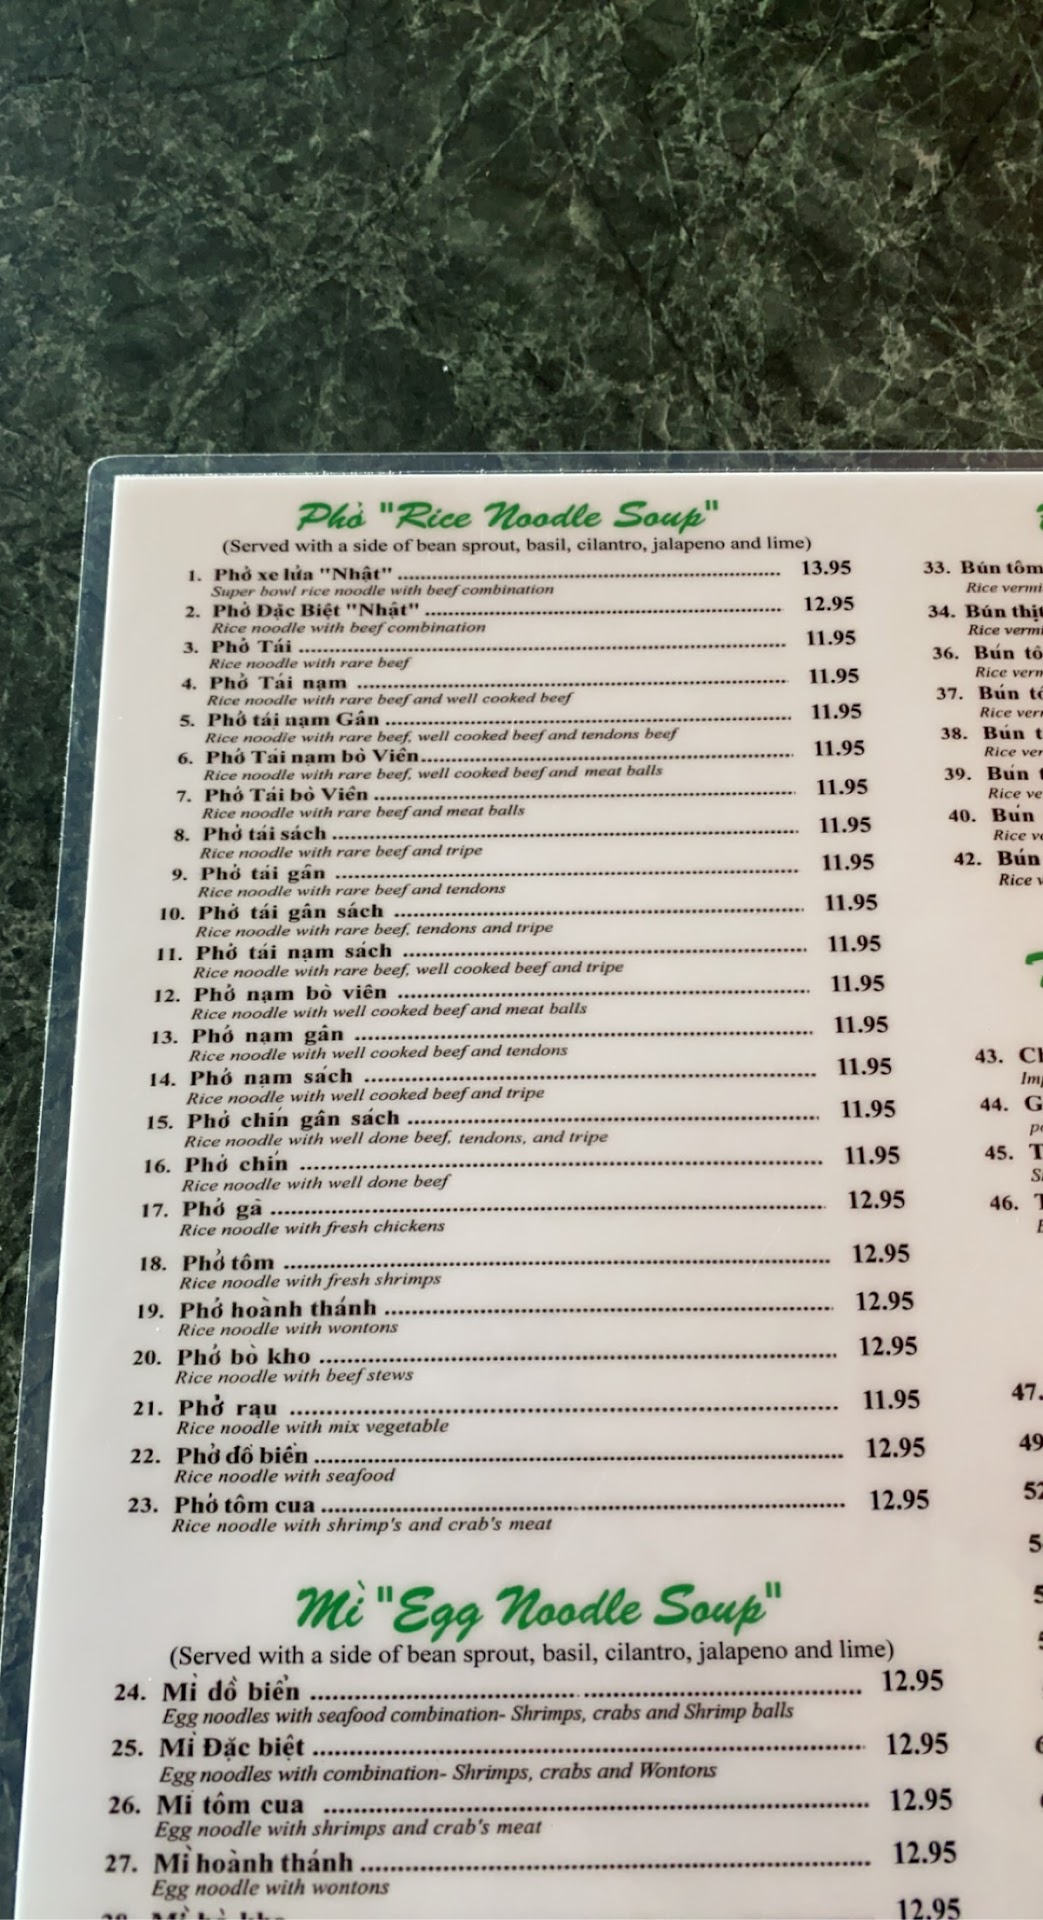 Phở "Rice Noodle Soup"
(Served with a side of bean sprout, basil, cilantro, jalapeno and lime)
1. Phở xe lửa "Nhật" 13.95
Super bowl rice noodle with beef combination
2. Phở Đặc Biệt "Nhật" 12.95
Rice noodle with beef combination
3. Phở Tái 11.95
Rice noodle with rare beef
4. Phở Tái nạm 11.95
Rice noodle with rare beef and well cooked beef
5. Phở tái nạm Gân 11.95
Rice noodle with rare beef, well cooked beef and tendons beef
6. Phở Tái nạm bò Viên 11.95
Rice noodle with rare beef, well cooked beef and meat balls
7. Phở Tái bò Viên 11.95
Rice noodle with rare beef and meat balls
8. Phở tái sách 11.95
Rice noodle with rare beef and tripe
9. Phở tái gân 11.95
Rice noodle with rare beef and tendons
10. Phở tái gân sách 11.95
Rice noodle with rare beef, tendons and tripe
11. Phở tái nạm sách 11.95
Rice noodle with rare beef, well cooked beef and tripe
12. Phở nạm bò viên 11.95
Rice noodle with well cooked beef and meat balls
13. Phở nạm gân 11.95
Rice noodle with well cooked beef and tendons
14. Phở nạm sách 11.95
Rice noodle with well cooked beef and tripe
15. Phở chín gân sách 11.95
Rice noodle with well done beef, tendons, and tripe
16. Phở chín 11.95
Rice noodle with well done beef
17. Phở gà 12.95
Rice noodle with fresh chickens
18. Phở tôm 12.95
Rice noodle with fresh shrimps
19. Phở hoành thánh 12.95
Rice noodle with wontons
20. Phở bò kho 12.95
Rice noodle with beef stews
21. Phở rạu 11.95
Rice noodle with mix vegetable
22. Phở đồ biển 12.95
Rice noodle with seafood
23. Phở tôm cua 12.95
Rice noodle with shrimp's and crab's meat
Mì "Egg Noodle Soup"
(Served with a side of bean sprout, basil, cilantro, jalapeno and lime)
24. Mì đồ biển 12.95
Egg noodles with seafood combination- Shrimps, crabs and Shrimp balls
25. Mì Đặc biệt 12.95
Egg noodles with combination- Shrimps, crabs and Wontons
26. Mì tôm cua 12.95
Egg noodle with shrimps and crab's meat
27. Mì hoành thánh 12.95
Egg noodle with wontons
12.95
33. Bún tôm
Rice
34. Bún thịt
Rice
36. Bún
Rice
37. Bún
Rice
38. Bún
Rice
39. Bún
Rice
40. Bún
Rice
42. Bún
Rice
43.
44.
45.
46.
47.
49